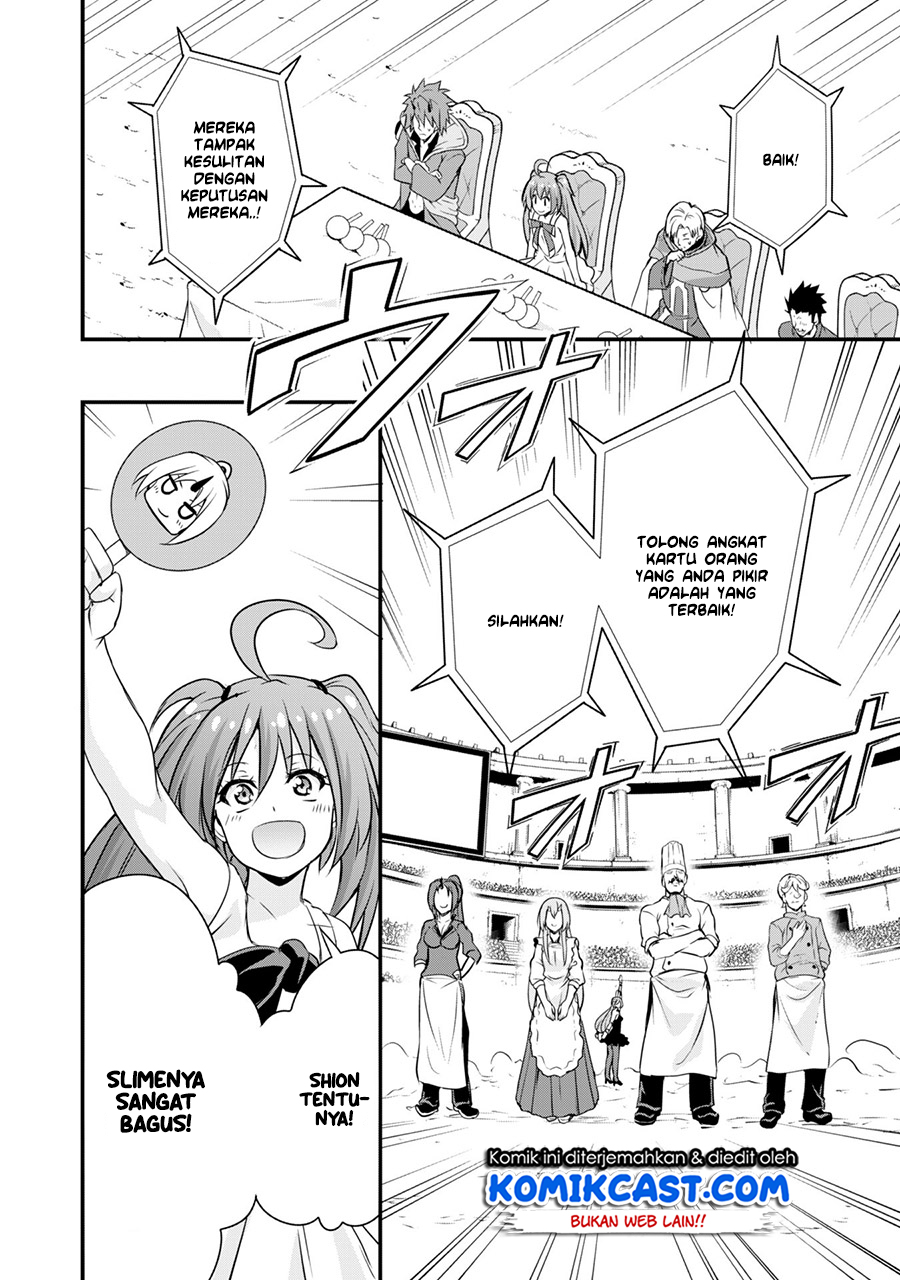 BAIK!
MEREKA
TAMPAK
KESULITAN
DENGAN
KEPUTUSAN
MEREKA..!
ウォ
TOLONG ANGKAT
KARTU ORANG
YANG ANDA PIKIR
ADALAH YANG
TERBAIK!
SILAHKAN!
オ
オ
SHION
TENTU-
NYA!
SLIMENYA
SANGAT
BAGUS!
Komik ini diterjemahkan & diedit oleh
KOMIKCAST.COM
BUKAN WEB LAIN!!